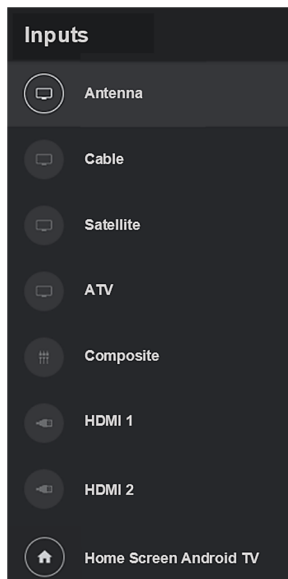 Inputs
Antenna
Cable
Satellite
ATV
Composite
HDMI 1
HDMI 2
Home Screen Android TV